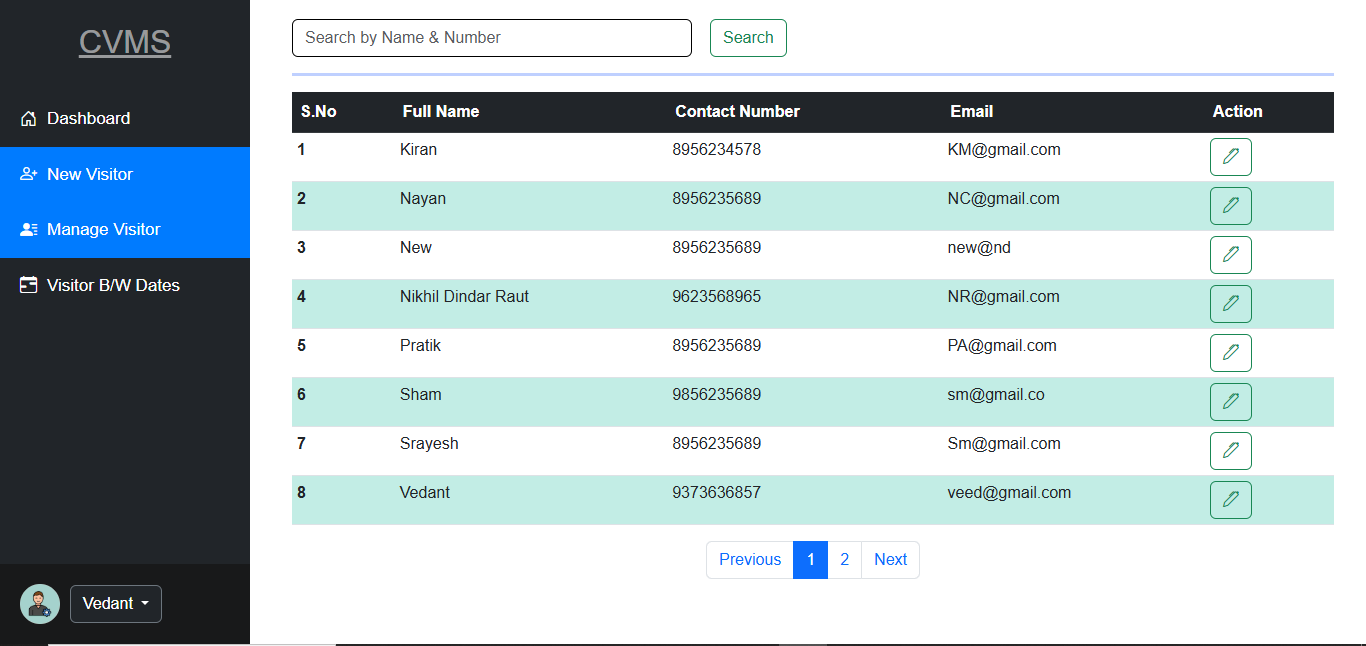 CVMS
Dashboard
New Visitor
Manage Visitor
Visitor B/W Dates
Vedant
Search by Name & Number Search
S.No Full Name Contact Number Email Action
1 Kiran 8956234578 KM@gmail.com
2 Nayan 8956235689 NC@gmail.com
3 New 8956235689 new@nd
4 Nikhil Dindar Raut 9623568965 NR@gmail.com
5 Pratik 8956235689 PA@gmail.com
6 Sham 9856235689 sm@gmail.co
7 Srayesh 8956235689 Sm@gmail.com
8 Vedant 9373636857 veed@gmail.com
Previous 1 2 Next